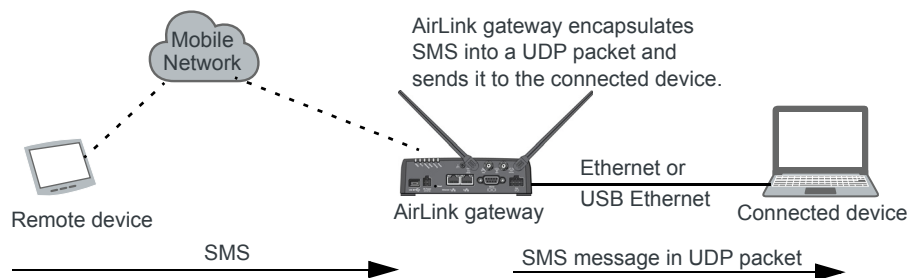 AirLink gateway encapsulates
SMS into a UDP packet and
sends it to the connected device.
Mobile
Network
Ethernet or
USB Ethernet
Remote device
AirLink gateway
Connected device
SMS
SMS message in UDP packet